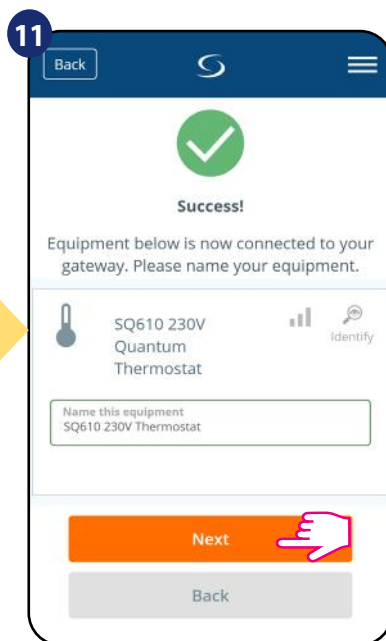 11
Back
Success!
Equipment below is now connected to your
gateway. Please name your equipment.
SQ610 230V
Quantum
Thermostat
Identify
Name this equipment
SQ610 230V Thermostat
Next
Back